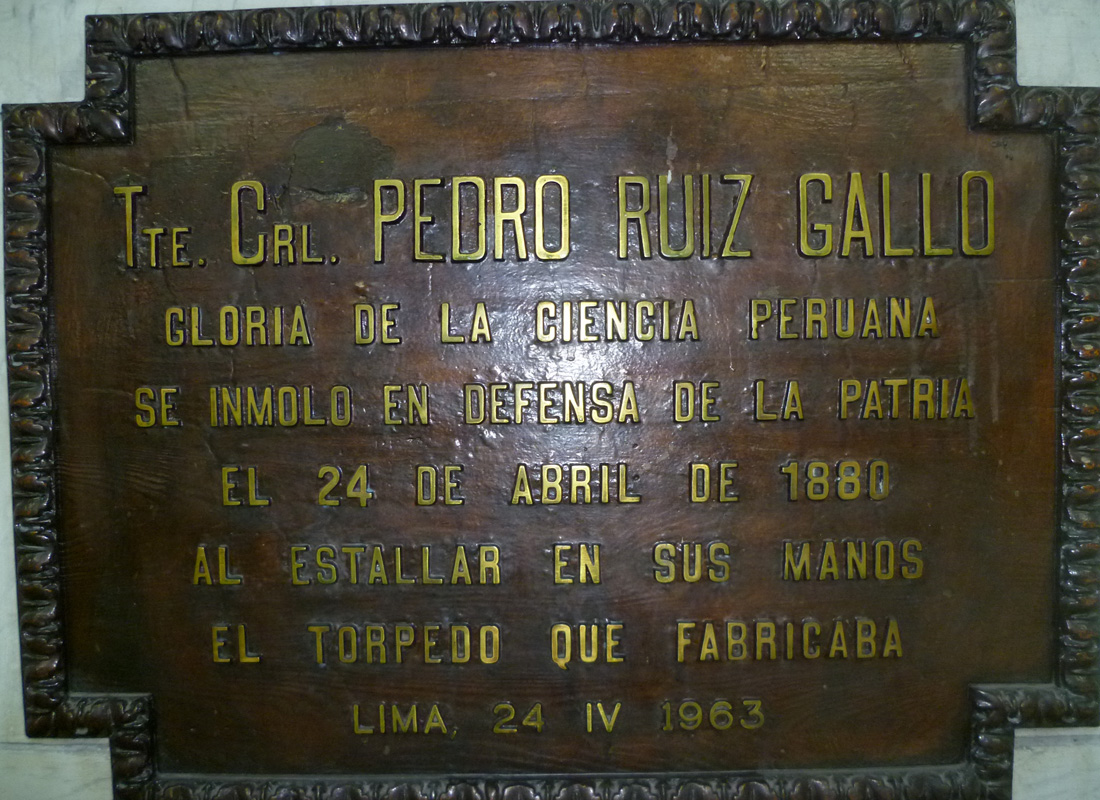 TTE. CRL. PEDRO RUIZ GALLO
GLORIA DE LA CIENCIA PERUANA
SE INMOLO EN DEFENSA DE LA PATRIA
EL 24 DE ABRIL DE 1880
AL ESTALLAR EN SUS MANOS
EL TORPEDO QUE FABRICABA
LIMA, 24 IV 1963